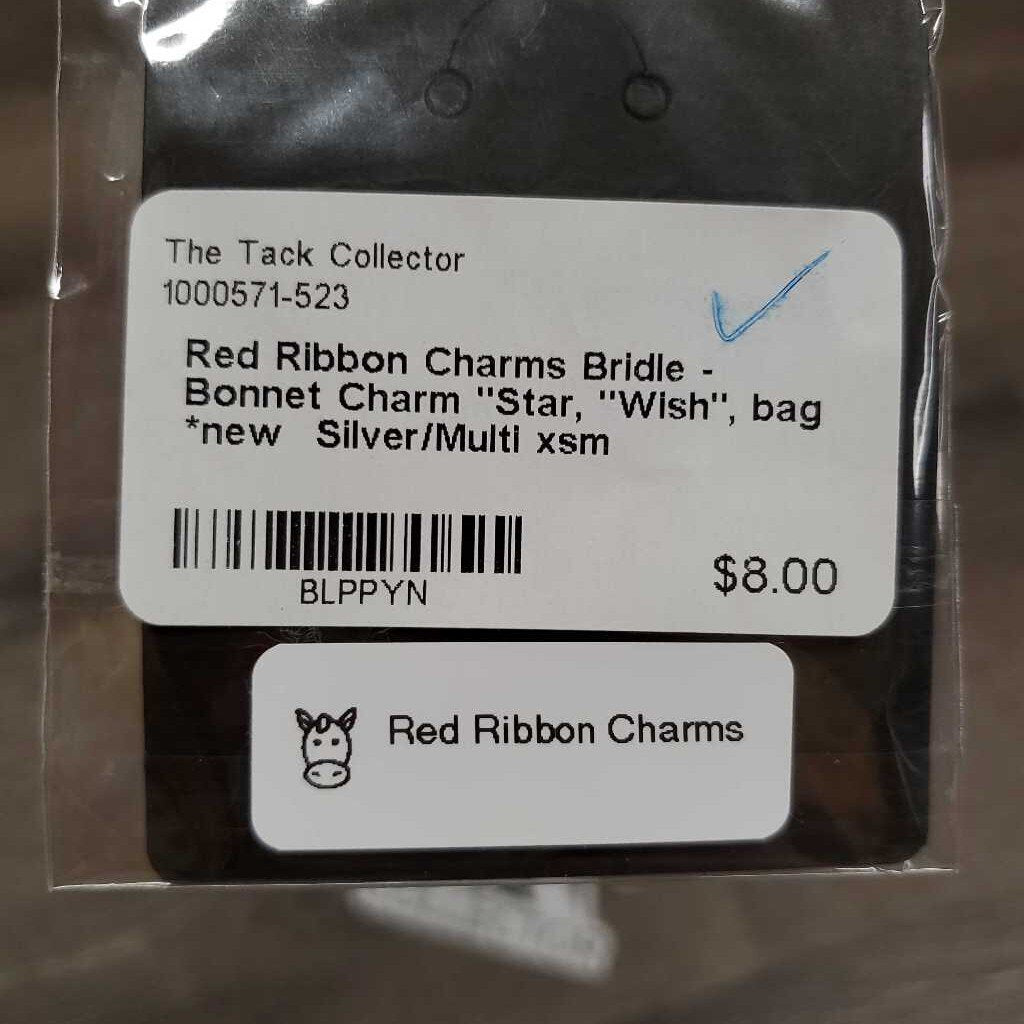 The Tack Collector
1000571-523
Red Ribbon Charms Bridle -
Bonnet Charm "Star, "Wish", bag
*new Silver/Multi xsm
BLPPYN
$8.00
Red Ribbon Charms